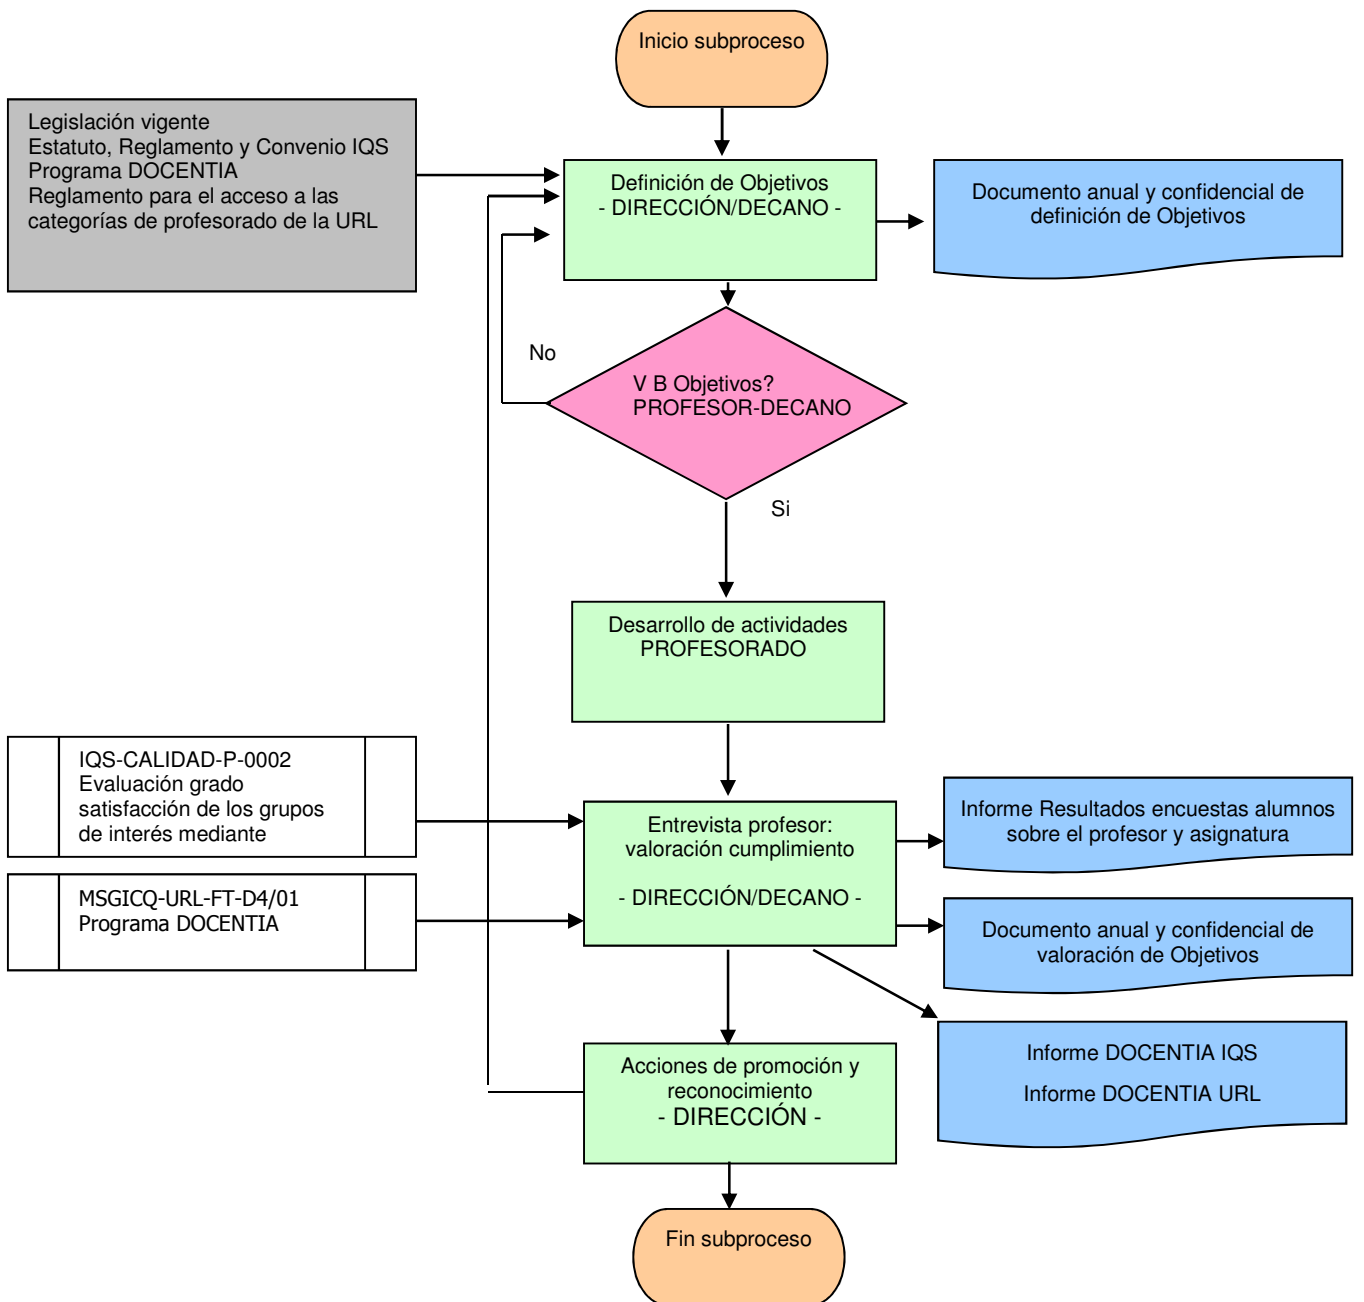 Inicio subproceso
Legislación vigente
Estatuto, Reglamento y Convenio IQS
Programa DOCENTIA
Reglamento para el acceso a las
categorías de profesorado de la URL
Definición de Objetivos
- DIRECCIÓN/DECANO -
Documento anual y confidencial de
definición de Objetivos
No
V B Objetivos?
PROFESOR-DECANO
Si
Desarrollo de actividades
PROFESORADO
IQS-CALIDAD-P-0002
Evaluación grado
satisfacción de los grupos
de interés mediante
MSGICQ-URL-FT-D4/01
Programa DOCENTIA
Entrevista profesor:
valoración cumplimiento
- DIRECCIÓN/DECANO -
Informe Resultados encuestas alumnos
sobre el profesor y asignatura
Documento anual y confidencial de
valoración de Objetivos
Informe DOCENTIA IQS
Informe DOCENTIA URL
Acciones de promoción y
reconocimiento
- DIRECCIÓN -
Fin subproceso